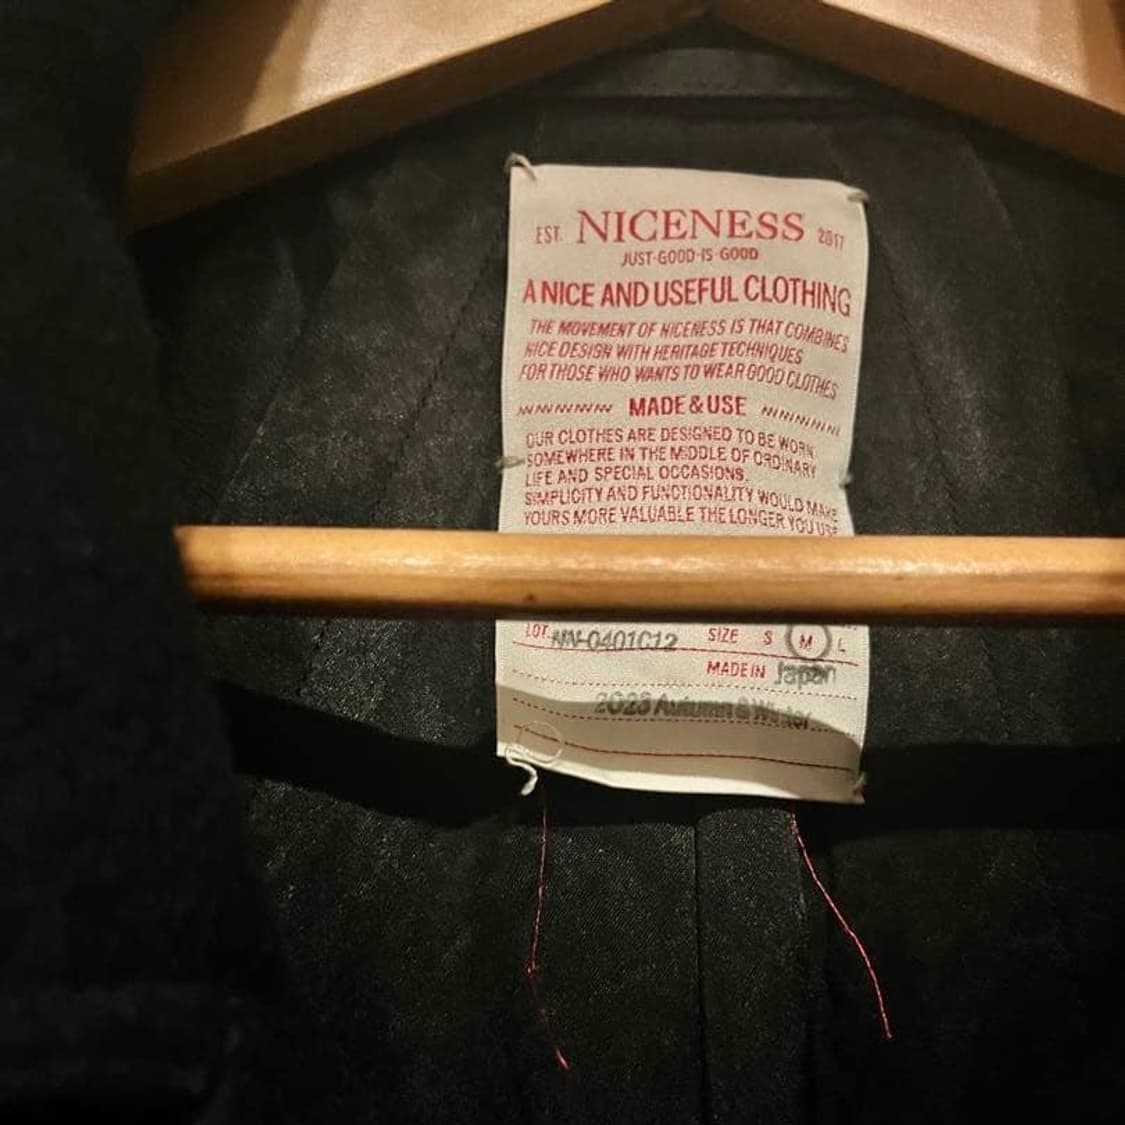 EST. NICENESS 2017
JUST-GOOD-IS-GOOD
A NICE AND USEFUL CLOTHING
THE MOVEMENT OF NICENESS IS THAT COMBINES
NICE DESIGN WITH HERITAGE TECHNIQUES
FOR THOSE WHO WANTS TO WEAR GOOD CLOTHES
NNNNNNNN MADE & USE NNNNNNNN
OUR CLOTHES ARE DESIGNED TO BE WORN
SOMEWHERE IN THE MIDDLE OF ORDINARY
LIFE AND SPECIAL OCCASIONS.
SIMPLICITY AND FUNCTIONALITY WOULD MAKE
YOURS MORE VALUABLE THE LONGER YOU USE
LOT. NN-0401C12 SIZE S M L
MADE IN Japan
2023 Autumn & Winter